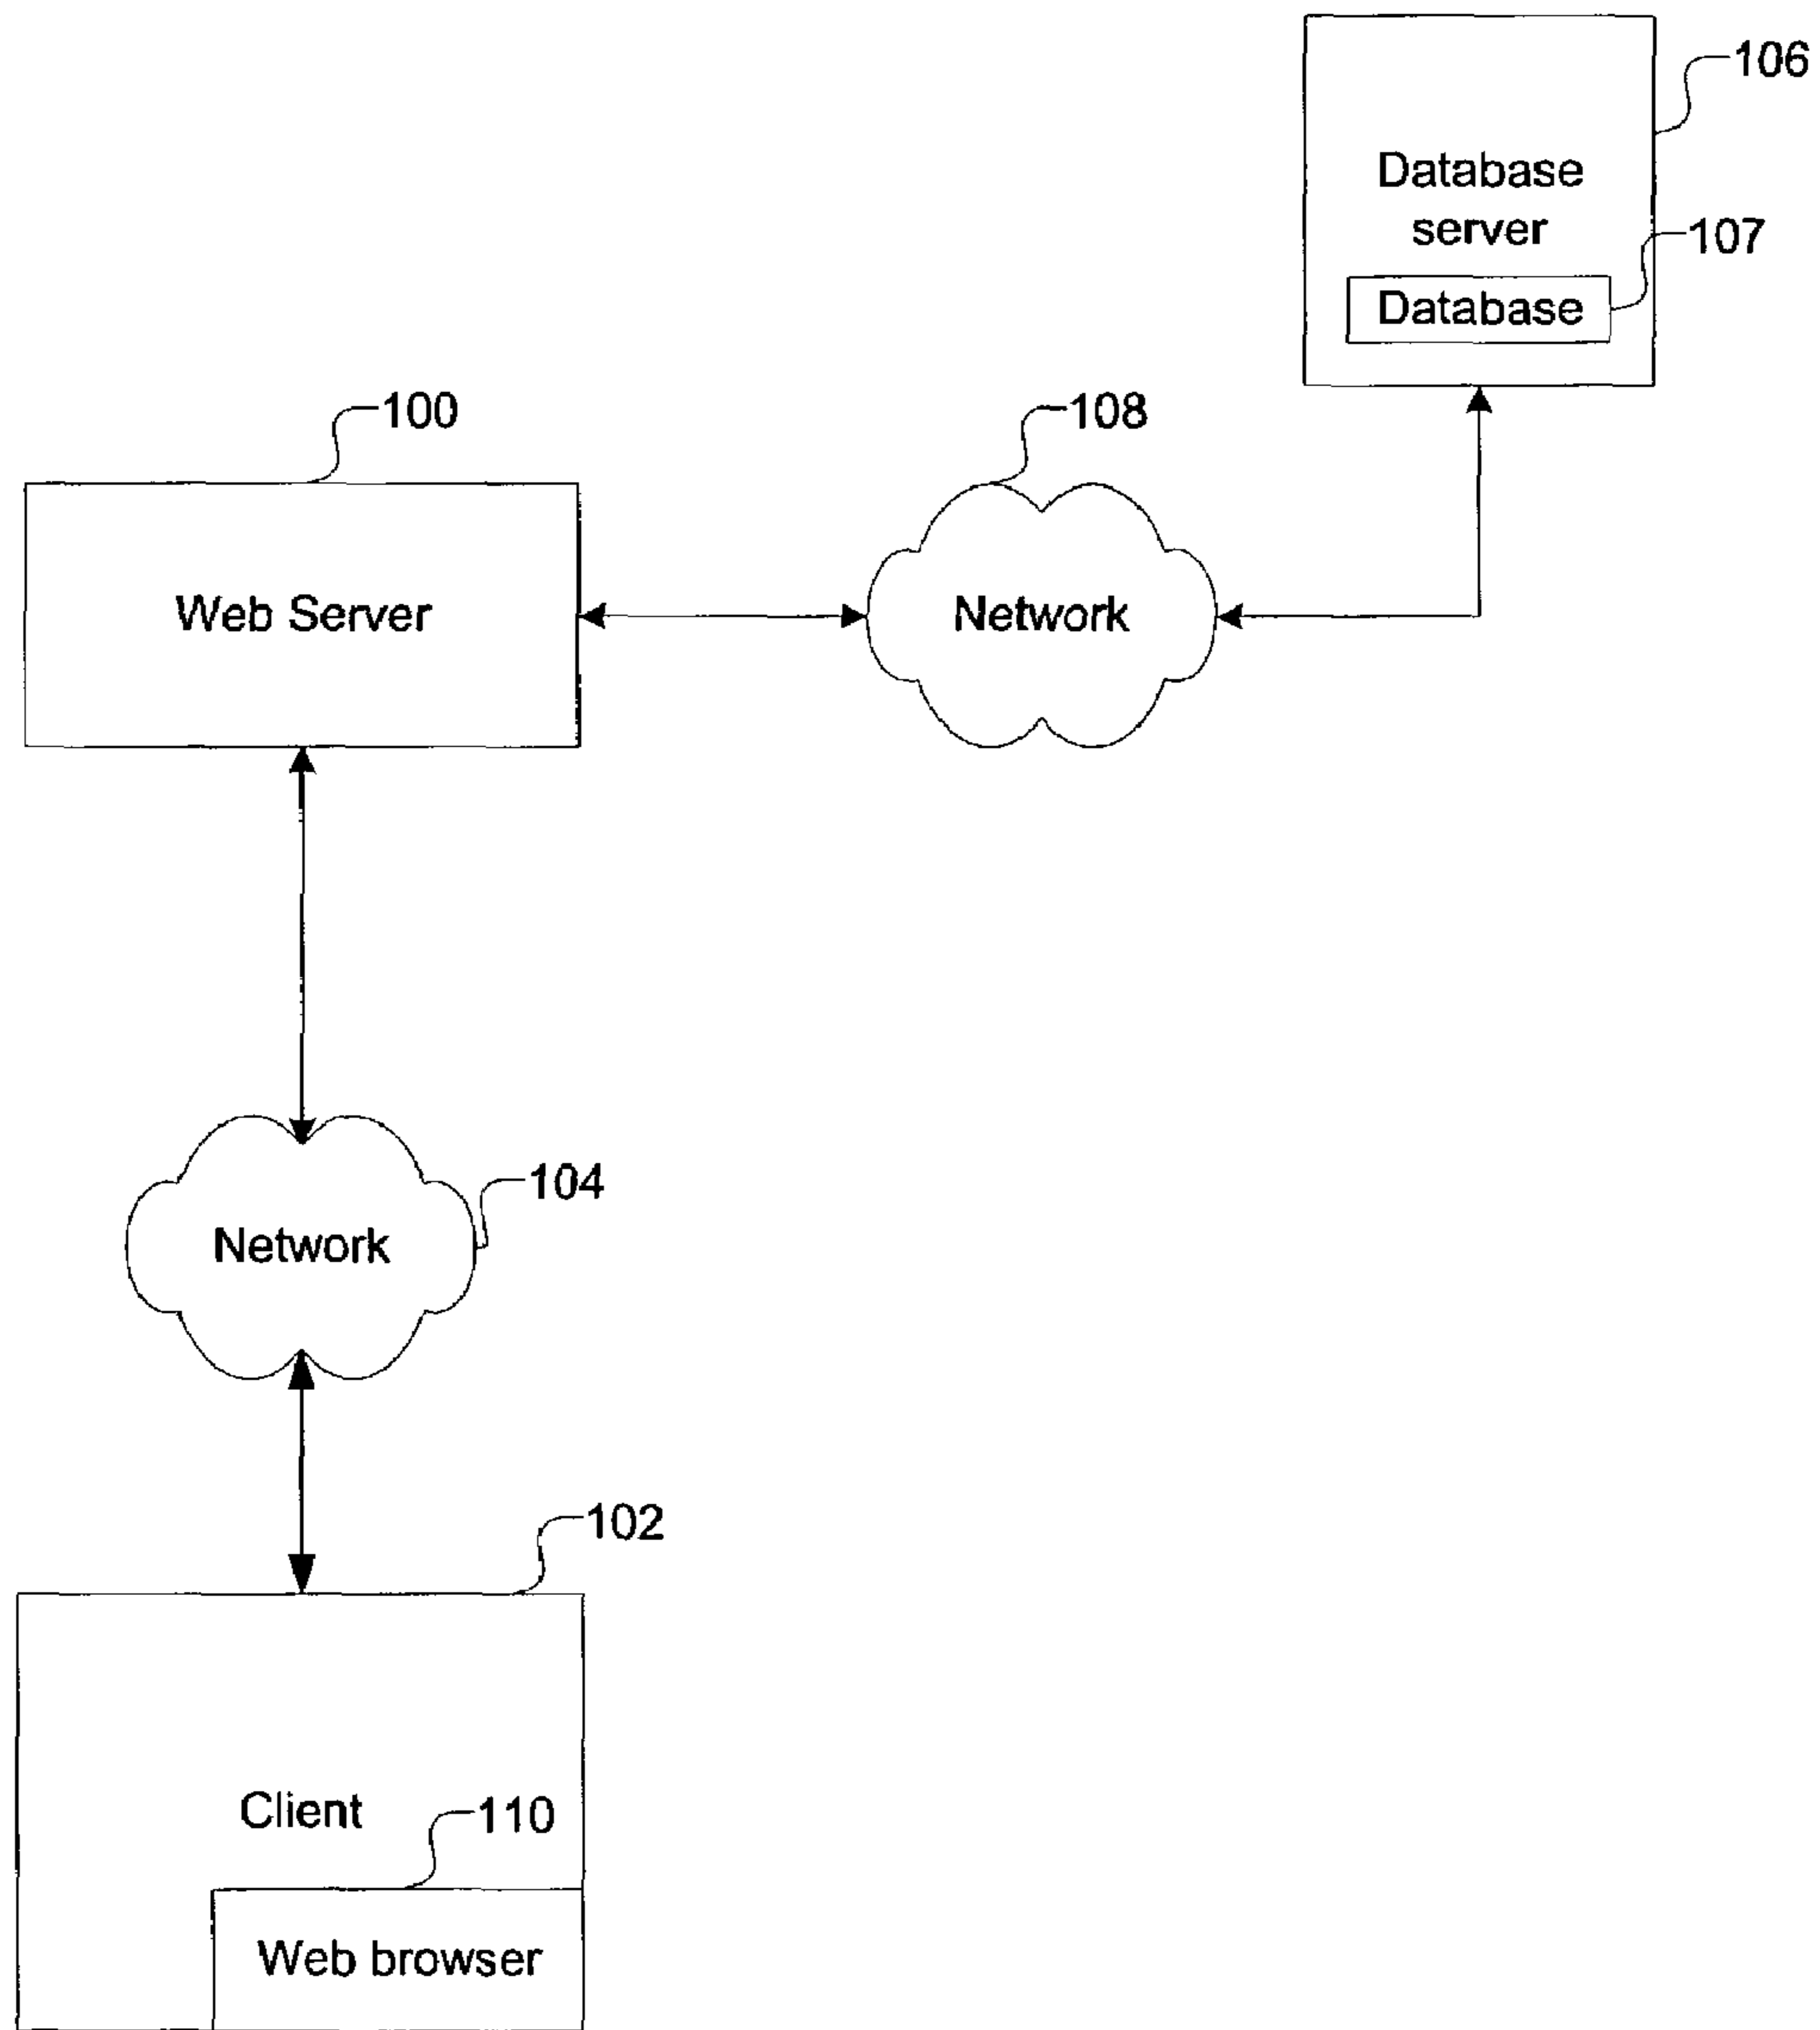 106
Database
server
107
Database
100
108
Web Server
Network
104
Network
102
Client
110
Web browser